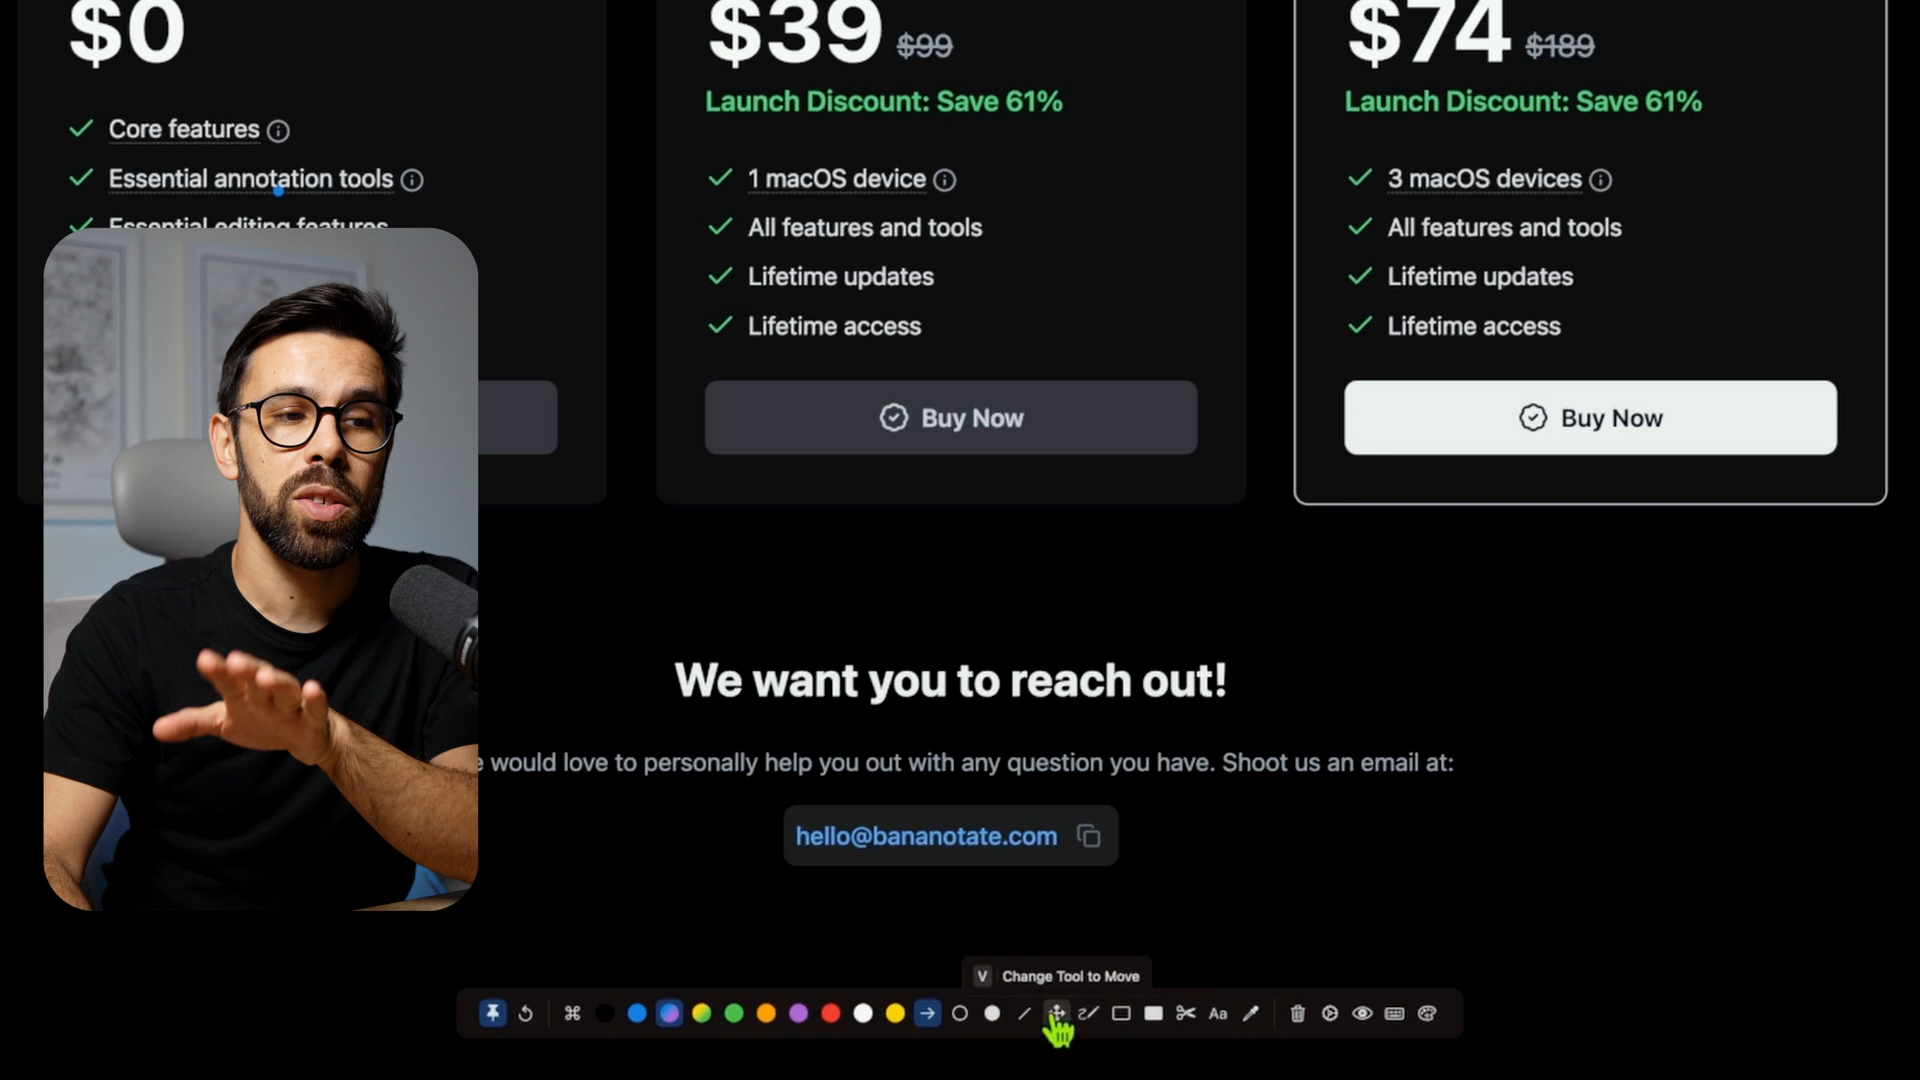 $0
Core features
Essential annotation tools
Essential editing features
$39 $99
Launch Discount: Save 61%
1 macOS device
All features and tools
Lifetime updates
Lifetime access
Buy Now
$74 $189
Launch Discount: Save 61%
3 macOS devices
All features and tools
Lifetime updates
Lifetime access
Buy Now
We want you to reach out!
would love to personally help you out with any question you have. Shoot us an email at:
hello@bananotate.com
V Change Tool to Move
Aa